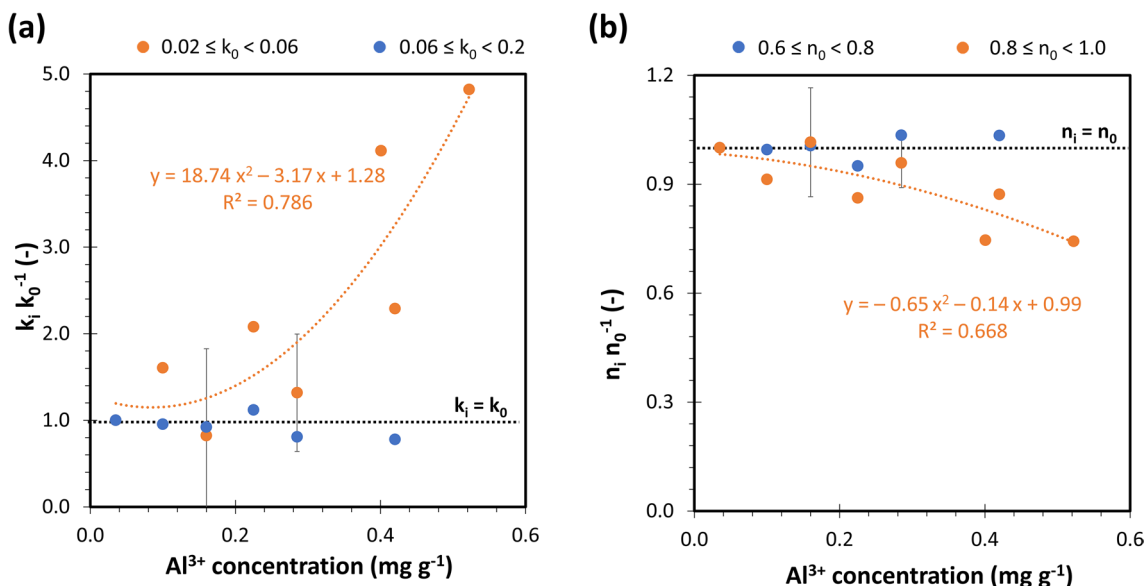 (a)
0.02 ≤ k₀ < 0.06
0.06 ≤ k₀ < 0.2
5.0
4.0
3.0
2.0
1.0
0.0
kᵢ k₀⁻¹ (-)
y = 18.74 x² – 3.17 x + 1.28
R² = 0.786
kᵢ = k₀
0.0
0.2
0.4
0.6
Al³⁺ concentration (mg g⁻¹)
(b)
0.6 ≤ n₀ < 0.8
0.8 ≤ n₀ < 1.0
1.2
0.9
0.6
0.3
0.0
nᵢ n₀⁻¹ (-)
nᵢ = n₀
y = – 0.65 x² – 0.14 x + 0.99
R² = 0.668
0.0
0.2
0.4
0.6
Al³⁺ concentration (mg g⁻¹)